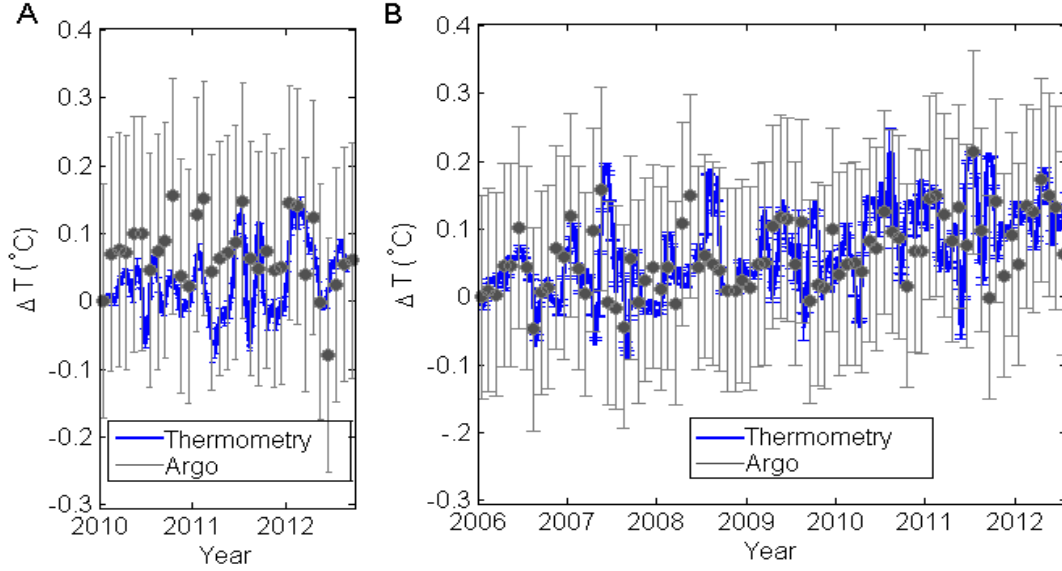 A
B
0.4
0.3
0.2
0.1
0
-0.1
-0.2
-0.3
Δ T (°C)
Thermometry
Argo
2010 2011 2012
Year
0.4
0.3
0.2
0.1
0
-0.1
-.2
-0.3
Δ T (°C)
Thermometry
Argo
2006 2007 2008 2009 2010 2011 2012
Year